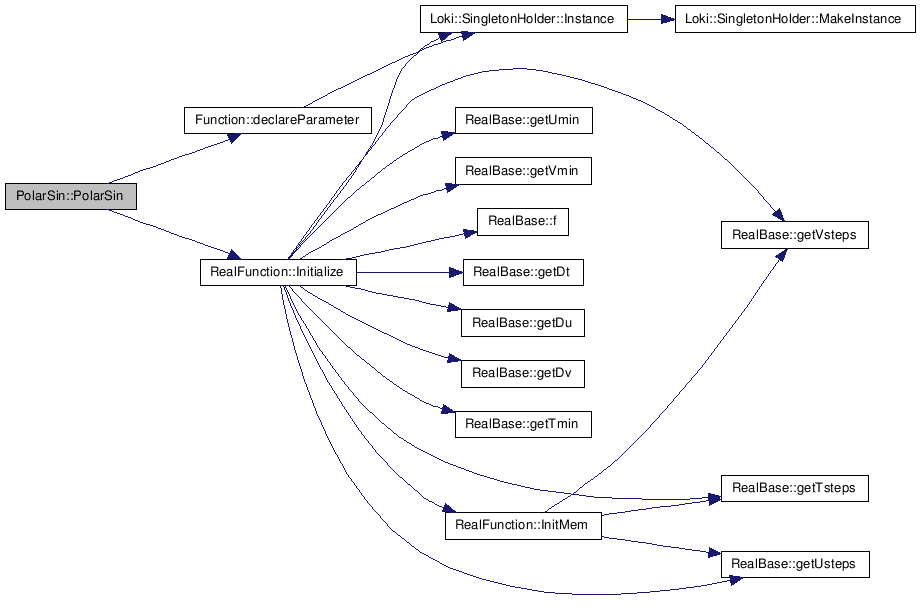 Loki::SingletonHolder::Instance
Loki::SingletonHolder::MakeInstance
Function::declareParameter
RealBase::getUmin
RealBase::getVmin
PolarSin::PolarSin
RealBase::f
RealBase::getVsteps
RealFunction::Initialize
RealBase::getDt
RealBase::getDu
RealBase::getDv
RealBase::getTmin
RealBase::getTsteps
RealFunction::InitMem
RealBase::getUsteps